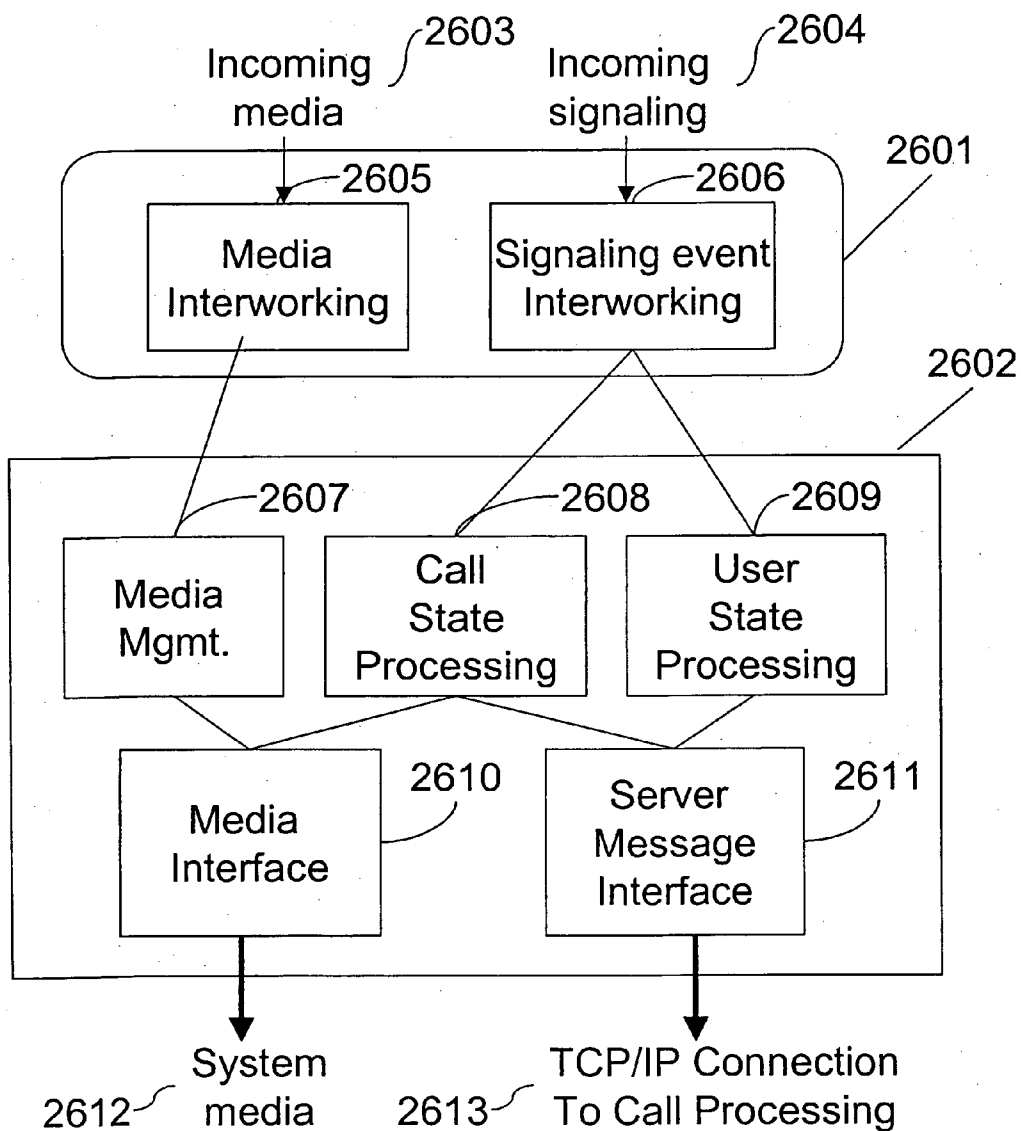 2603
2604
Incoming
media
Incoming
signaling
2601
2605
2606
Media
Interworking
Signaling event
Interworking
2602
2607
2608
2609
Media
Mgmt.
Call
State
Processing
User
State
Processing
2610
2611
Media
Interface
Server
Message
Interface
System
media
2612
TCP/IP Connection
To Call Processing
2613